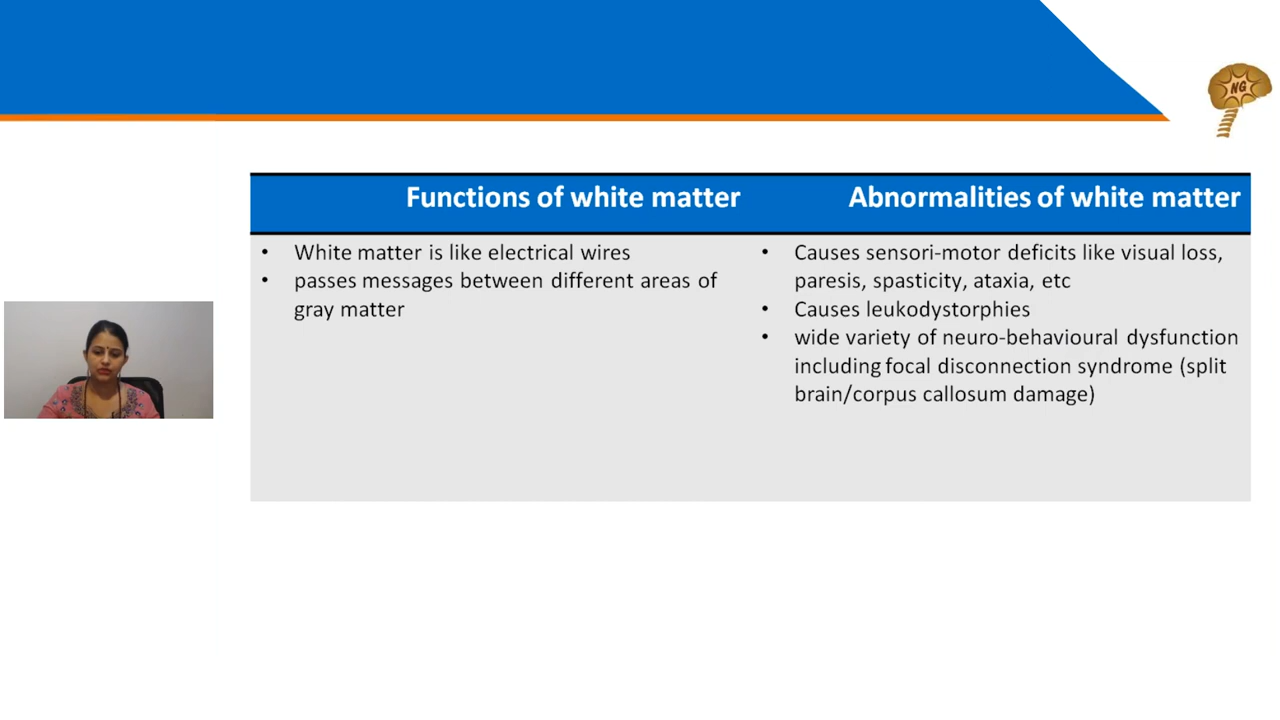 NG
Functions of white matter
Abnormalities of white matter
• White matter is like electrical wires
• passes messages between different areas of
gray matter
• Causes sensori-motor deficits like visual loss,
paresis, spasticity, ataxia, etc
• Causes leukodystorphies
• wide variety of neuro-behavioural dysfunction
including focal disconnection syndrome (split
brain/corpus callosum damage)